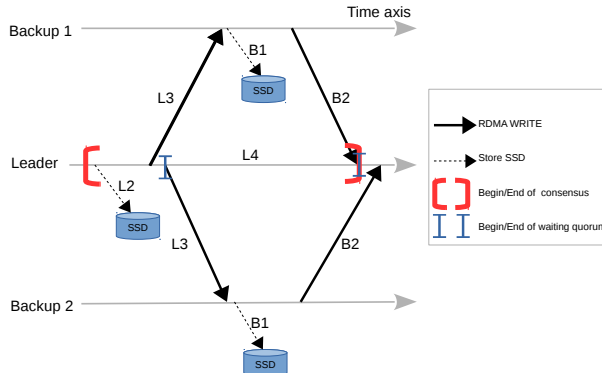 Time axis
Backup 1
B1
SSD
L3
B2
RDMA WRITE
Leader
L4
Store SSD
L2
Begin/End of consensus
SSD
Begin/End of waiting quorum
L3
B2
Backup 2
B1
SSD